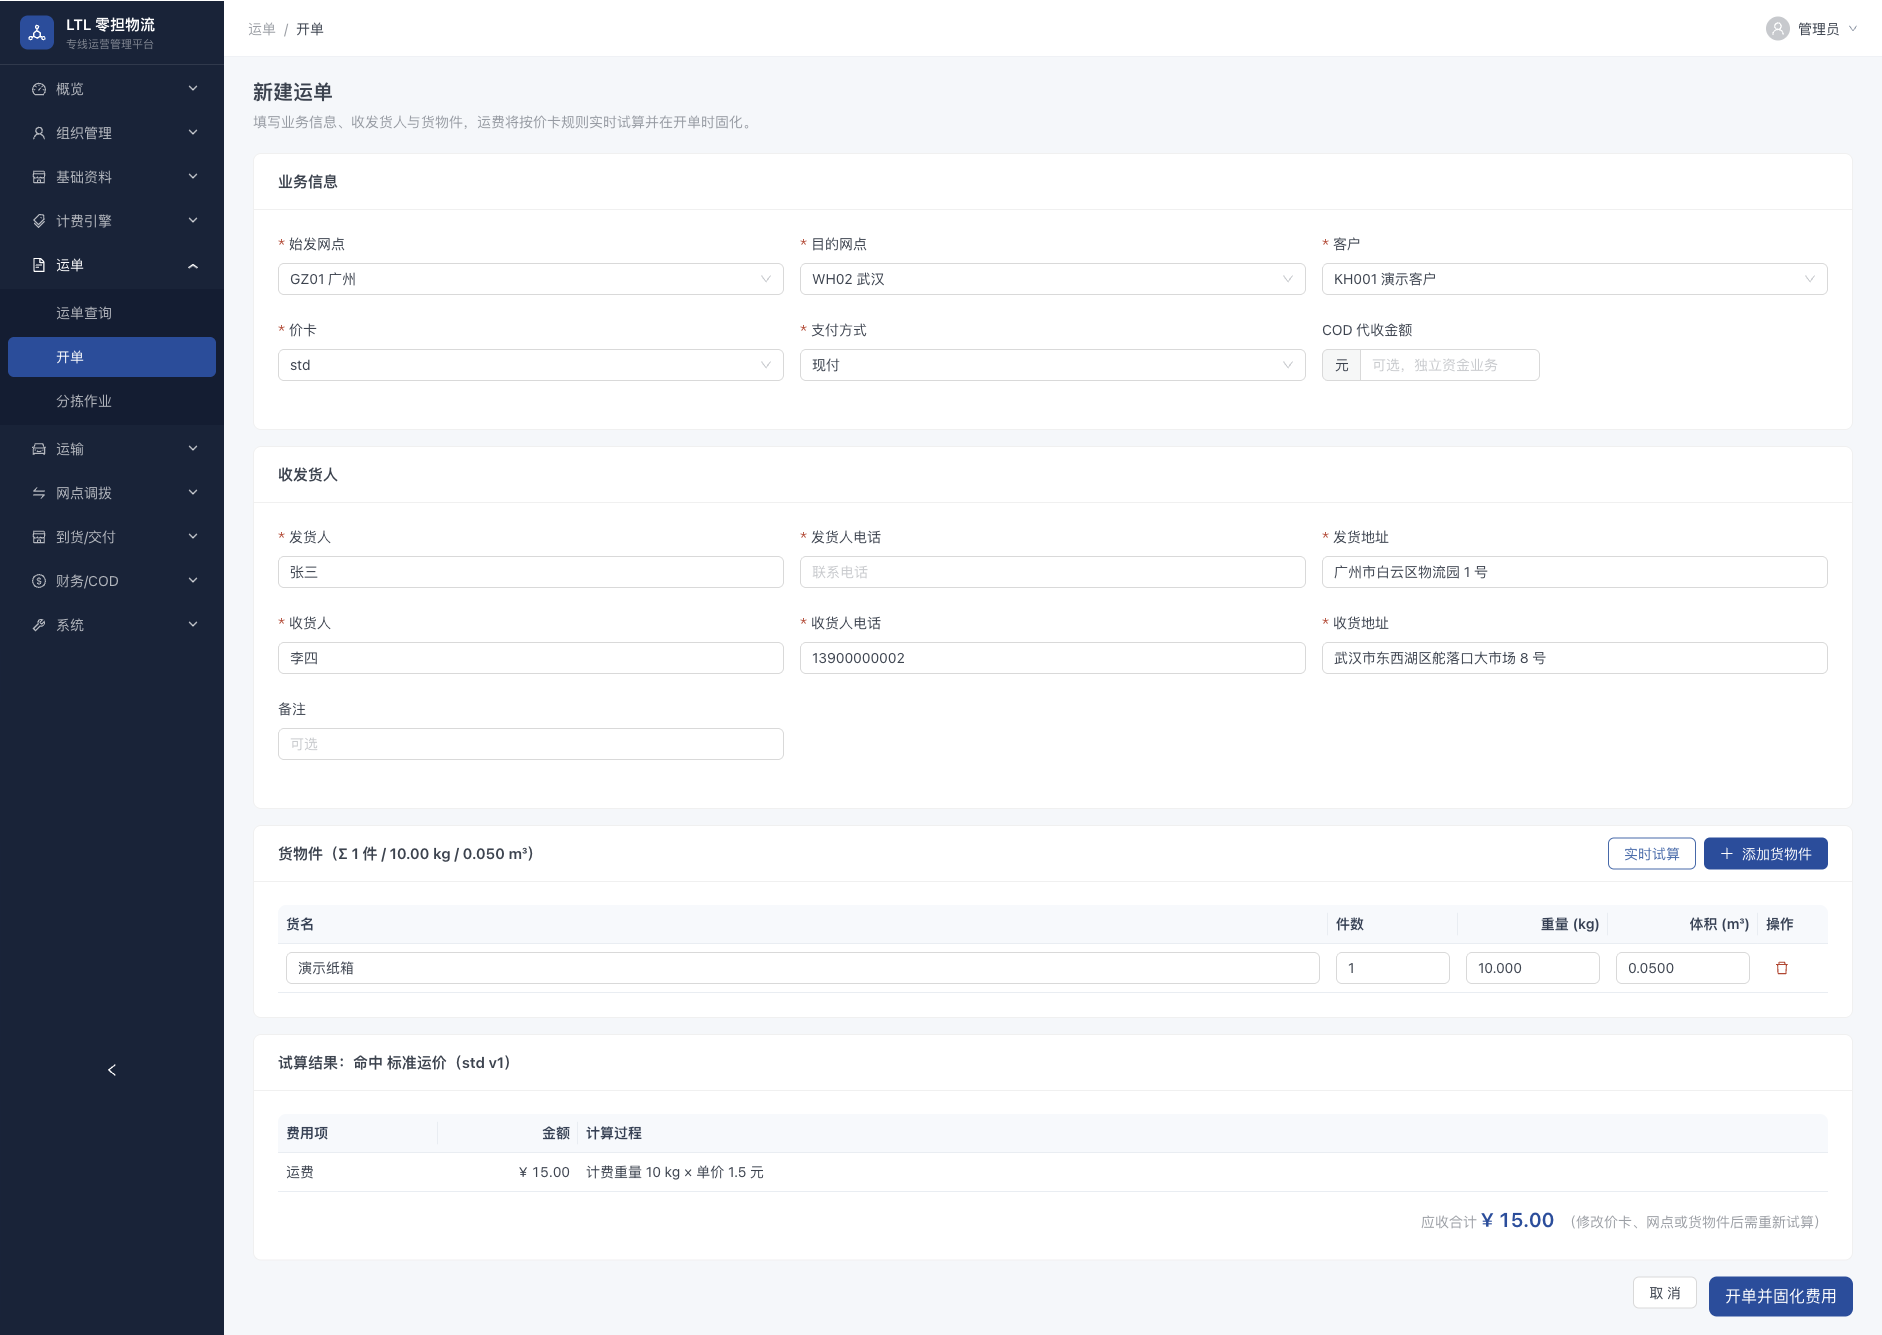 LTL 零担物流
专线运营管理平台
概览
组织管理
基础资料
计费引擎
运单
运单查询
开单
分拣作业
运输
网点调拨
到货/交付
财务/COD
系统
运单 / 开单
管理员
新建运单
填写业务信息、收发货人与货物件，运费将按价卡规则实时试算并在开单时固化。
业务信息
* 始发网点 * 目的网点 * 客户
GZ01 广州 WH02 武汉 KH001 演示客户
* 价卡 * 支付方式 COD 代收金额
std 现付 元 可选，独立资金业务
收发货人
* 发货人 * 发货人电话 * 发货地址
张三 联系电话 广州市白云区物流园 1 号
* 收货人 * 收货人电话 * 收货地址
李四 13900000002 武汉市东西湖区舵落口大市场 8 号
备注
可选
货物件（Σ 1 件 / 10.00 kg / 0.050 m³） 实时试算 添加货物件
货名 件数 重量 (kg) 体积 (m³) 操作
演示纸箱 1 10.000 0.0500
试算结果：命中 标准运价（std v1）
费用项 金额 计算过程
运费 ¥ 15.00 计费重量 10 kg × 单价 1.5 元
应收合计 ¥ 15.00 （修改价卡、网点或货物件后需重新试算）
取 消 开单并固化费用